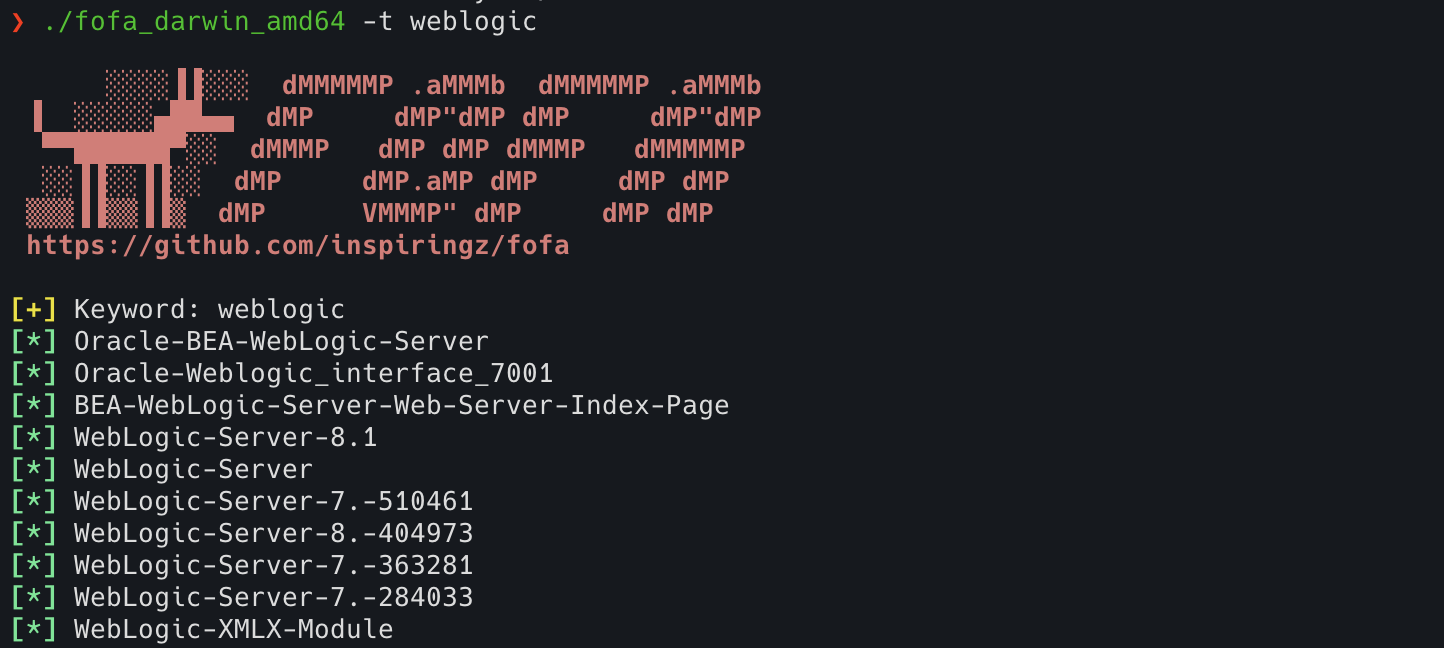 ❯ ./fofa_darwin_amd64 -t weblogic
dMMMMMP .aMMMb  dMMMMMP .aMMMb
dMP     dMP"dMP dMP     dMP"dMP
dMMMP   dMP dMP dMMMP   dMMMMMP
dMP     dMP.aMP dMP     dMP dMP
dMP      VMMMP" dMP     dMP dMP
https://github.com/inspiringz/fofa
[+] Keyword: weblogic
[*] Oracle-BEA-WebLogic-Server
[*] Oracle-Weblogic_interface_7001
[*] BEA-WebLogic-Server-Web-Server-Index-Page
[*] WebLogic-Server-8.1
[*] WebLogic-Server
[*] WebLogic-Server-7.-510461
[*] WebLogic-Server-8.-404973
[*] WebLogic-Server-7.-363281
[*] WebLogic-Server-7.-284033
[*] WebLogic-XMLX-Module